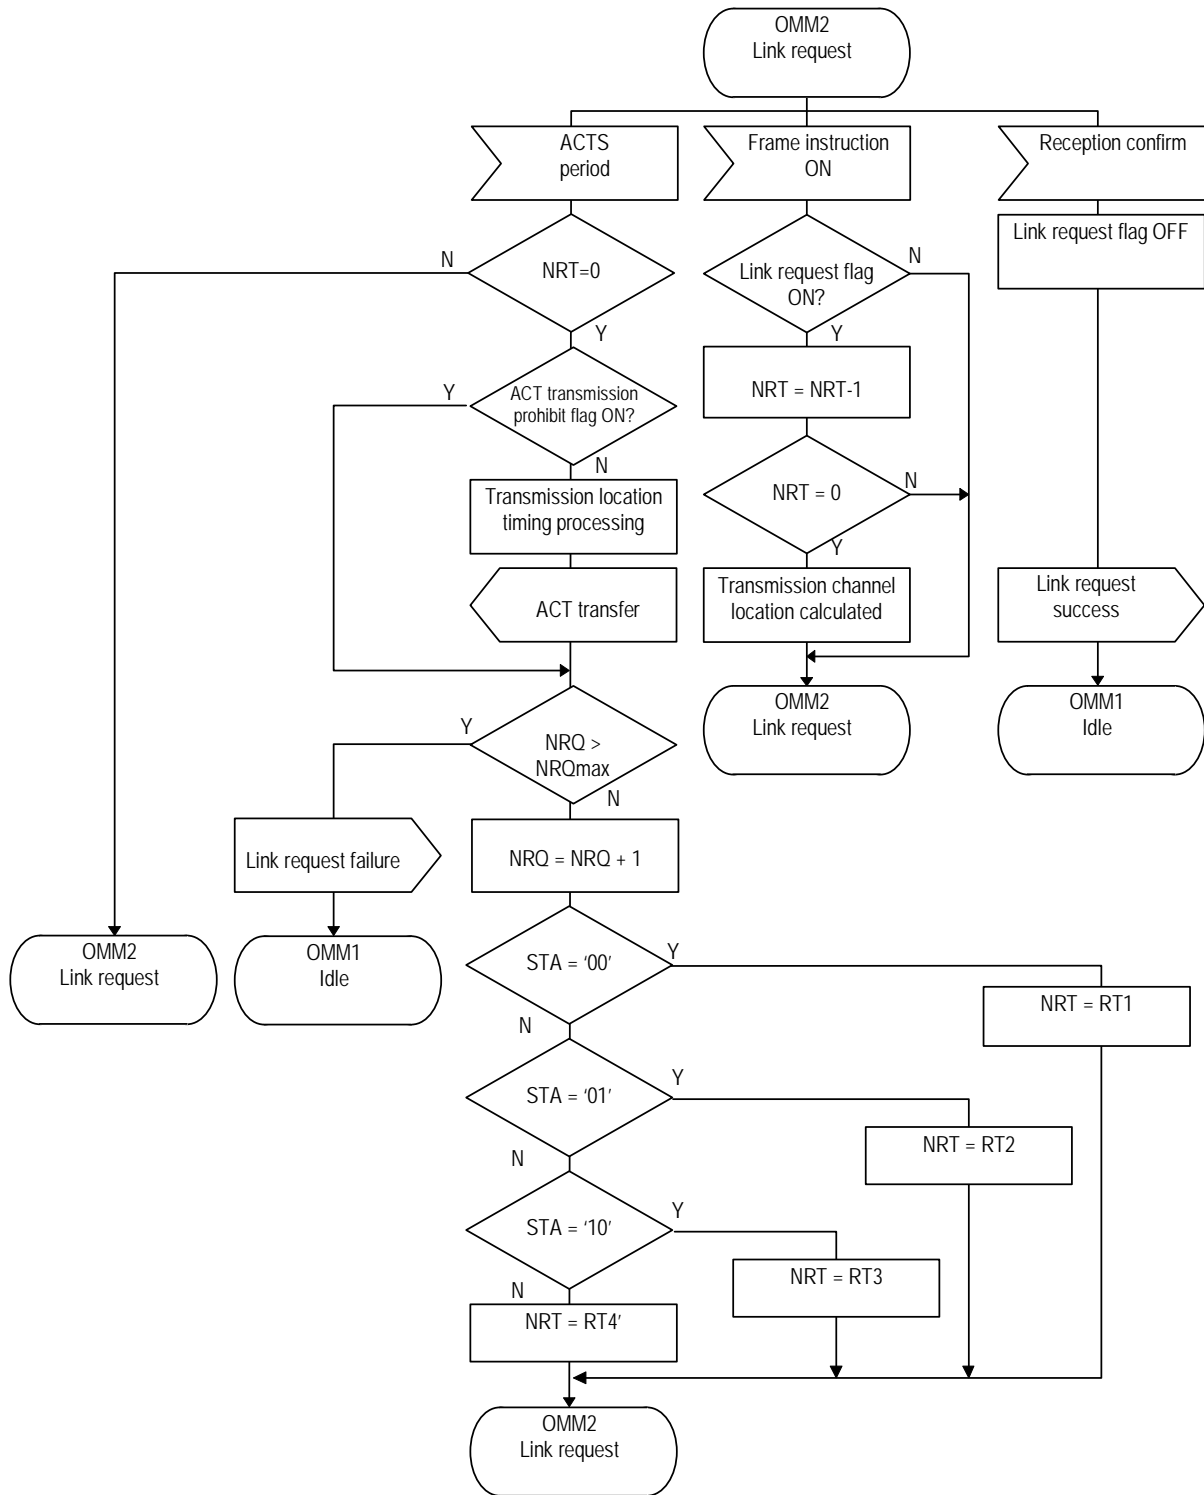 OMM2
Link request
ACTS
period
Frame instruction
ON
Reception confirm
Link request flag OFF
N
NRT=0
Y
Link request flag
ON?
N
Y
Y
ACT transmission
prohibit flag ON?
N
NRT = NRT-1
NRT = 0
N
Y
Transmission location
timing processing
ACT transfer
Transmission channel
location calculated
Link request
success
OMM2
Link request
OMM1
Idle
Y
NRQ >
NRQmax
N
Link request failure
NRQ = NRQ + 1
OMM2
Link request
OMM1
Idle
STA = ‘00’
Y
N
NRT = RT1
STA = ‘01’
Y
N
NRT = RT2
STA = ‘10’
Y
N
NRT = RT3
NRT = RT4’
OMM2
Link request